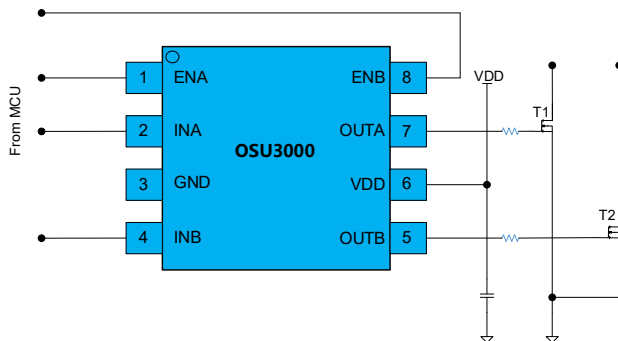 From MCU
1 ENA
ENB 8
2 INA
OUTA 7
OSU3000
3 GND
VDD 6
4 INB
OUTB 5
VDD
T1
T2